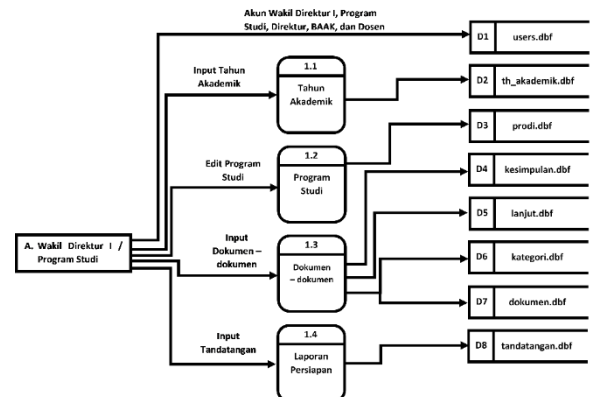 Akun Wakil Direktur I, Program
Studi, Direktur, BAAK, dan Dosen
D1 users.dbf
Input Tahun
Akademik
1.1
Tahun
Akademik
D2 th_akademik.dbf
D3 prodi.dbf
Edit Program
Studi
1.2
Program
Studi
D4 kesimpulan.dbf
D5 lanjut.dbf
A. Wakil Direktur I /
Program Studi
Input
Dokumen –
dokumen
1.3
Dokumen
– dokumen
D6 kategori.dbf
D7 dokumen.dbf
Input
Tandatangan
1.4
Laporan
Persiapan
D8 tandatangan.dbf